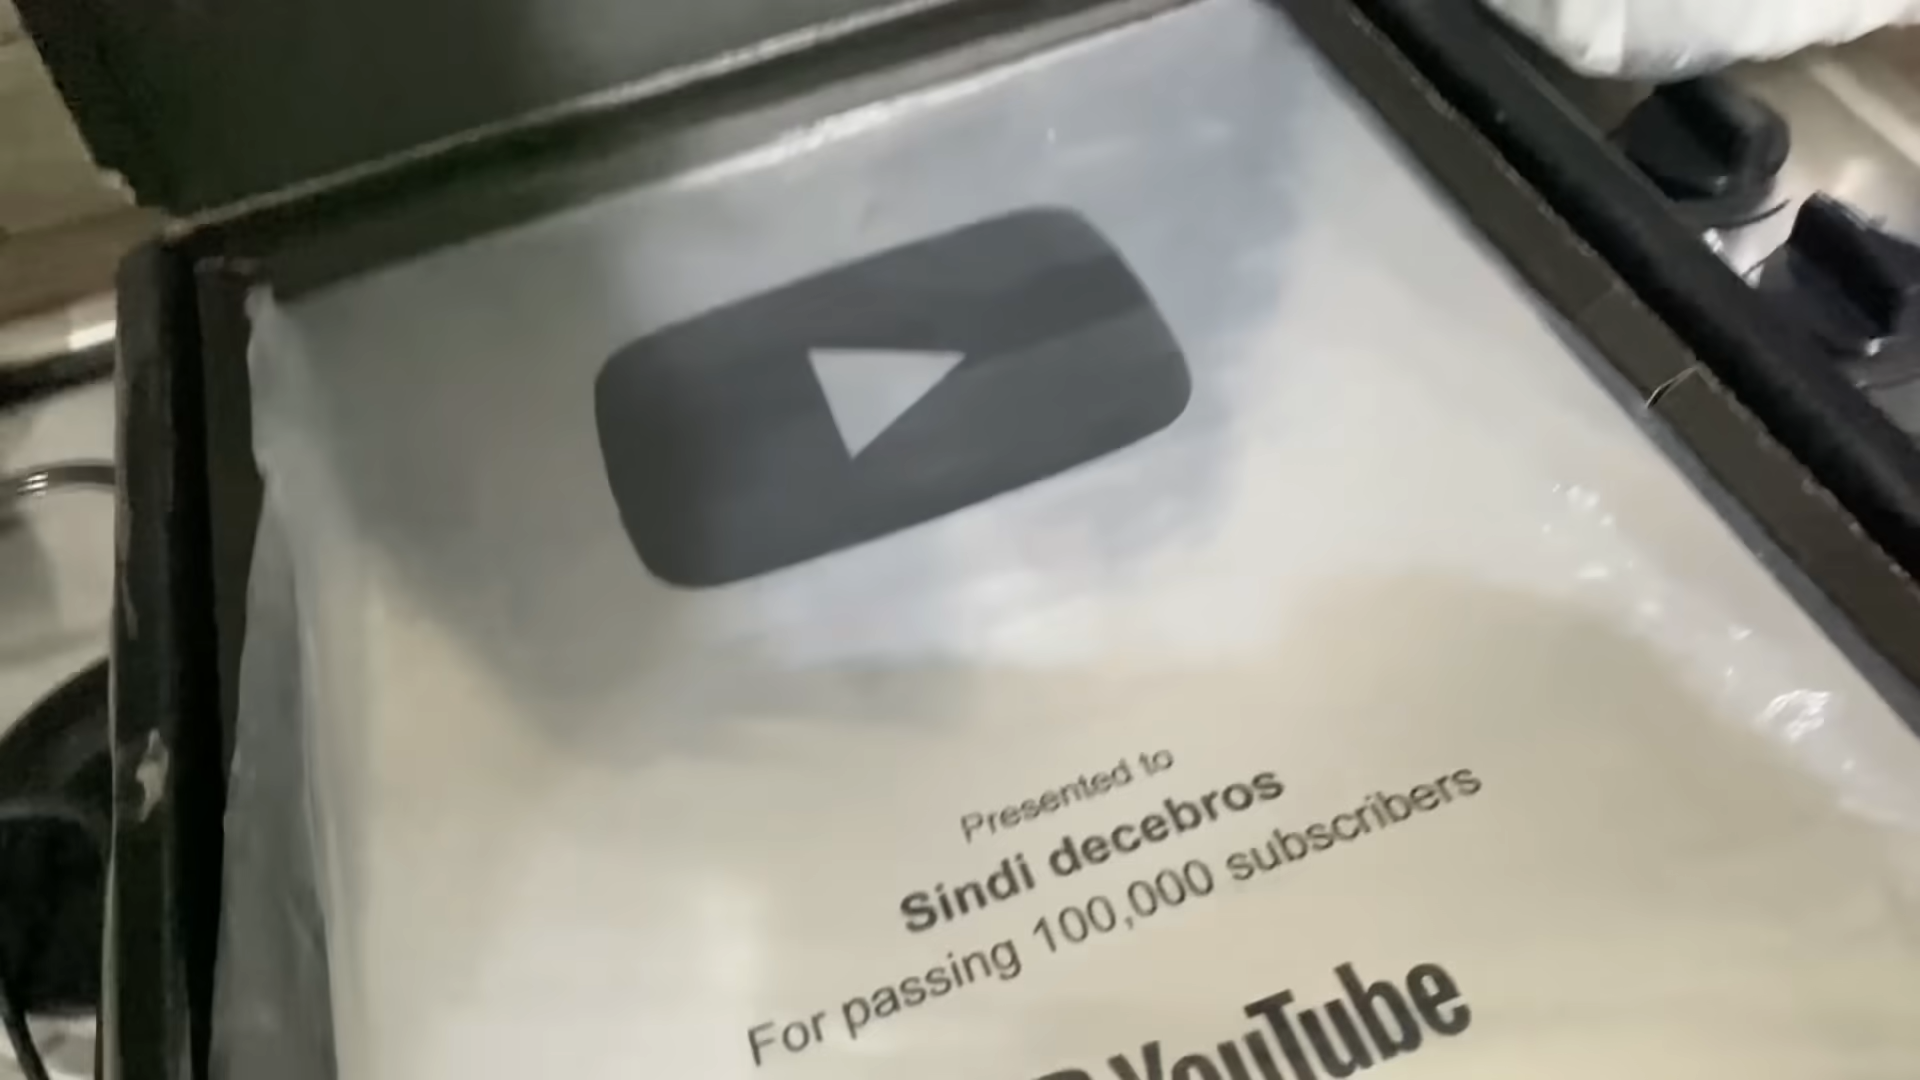 Presented to
Sindi decebros
For passing 100,000 subscribers
YouTube